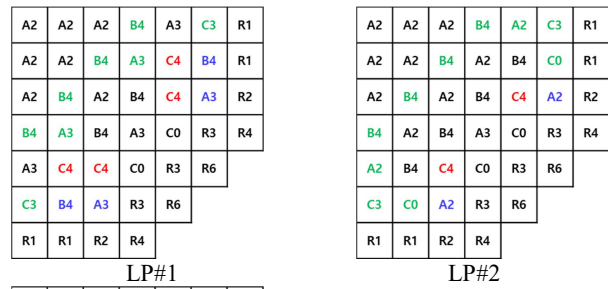 A2 A2 A2 B4 A3 C3 R1
A2 A2 B4 A3 C4 B4 R1
A2 B4 A2 B4 C4 A3 R2
B4 A3 B4 A3 C0 R3 R4
A3 C4 C4 C0 R3 R6
C3 B4 A3 R3 R6
R1 R1 R2 R4
LP#1
A2 A2 A2 B4 A2 C3 R1
A2 A2 B4 A2 B4 C0 R1
A2 B4 A2 B4 C4 A2 R2
B4 A2 B4 A3 C0 R3 R4
A2 B4 C4 C0 R3 R6
C3 C0 A2 R3 R6
R1 R1 R2 R4
LP#2